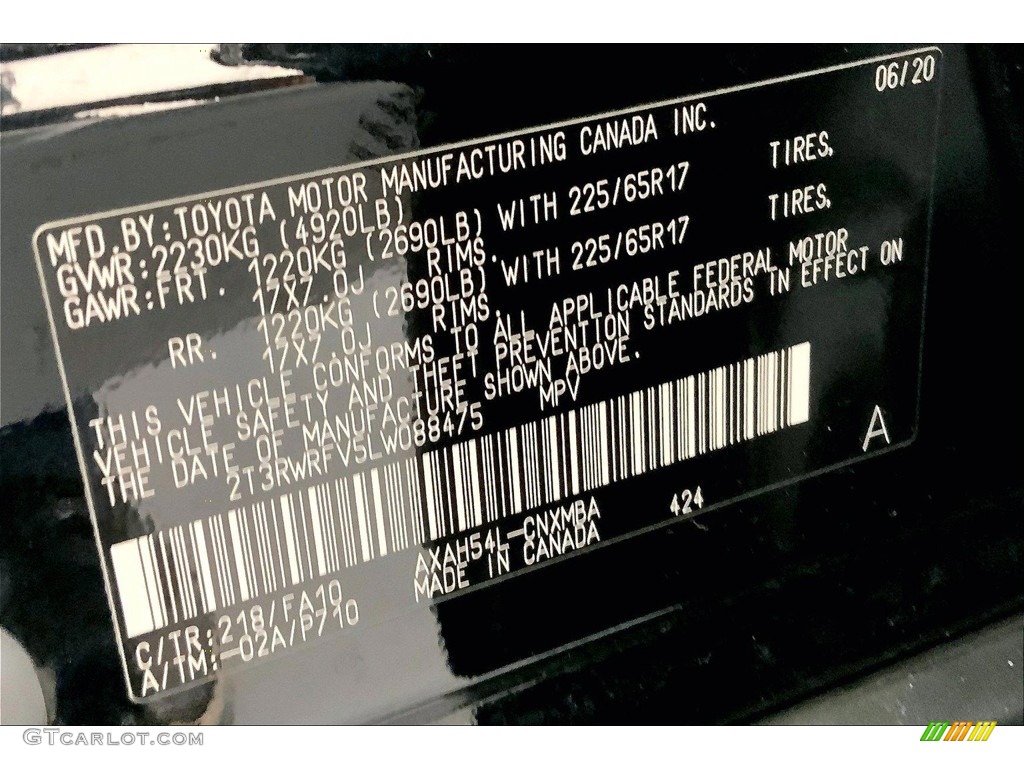 06/20
MFD.BY:TOYOTA MOTOR MANUFACTURING CANADA INC.
GVWR:2230KG (4920LB)
GAWR:FRT. 1220KG (2690LB) WITH 225/65R17 TIRES,
17X7.0J RIMS.
RR. 1220KG (2690LB) WITH 225/65R17 TIRES,
17X7.0J RIMS.
THIS VEHICLE CONFORMS TO ALL APPLICABLE FEDERAL MOTOR
VEHICLE SAFETY AND THEFT PREVENTION STANDARDS IN EFFECT ON
THE DATE OF MANUFACTURE SHOWN ABOVE.
2T3RWRFV5LW088475 MPV
A
C/TR:218/FA10 AXAH54L-CNXMBA 424
A/TM:-02A/P710 MADE IN CANADA
GTCarlot.com